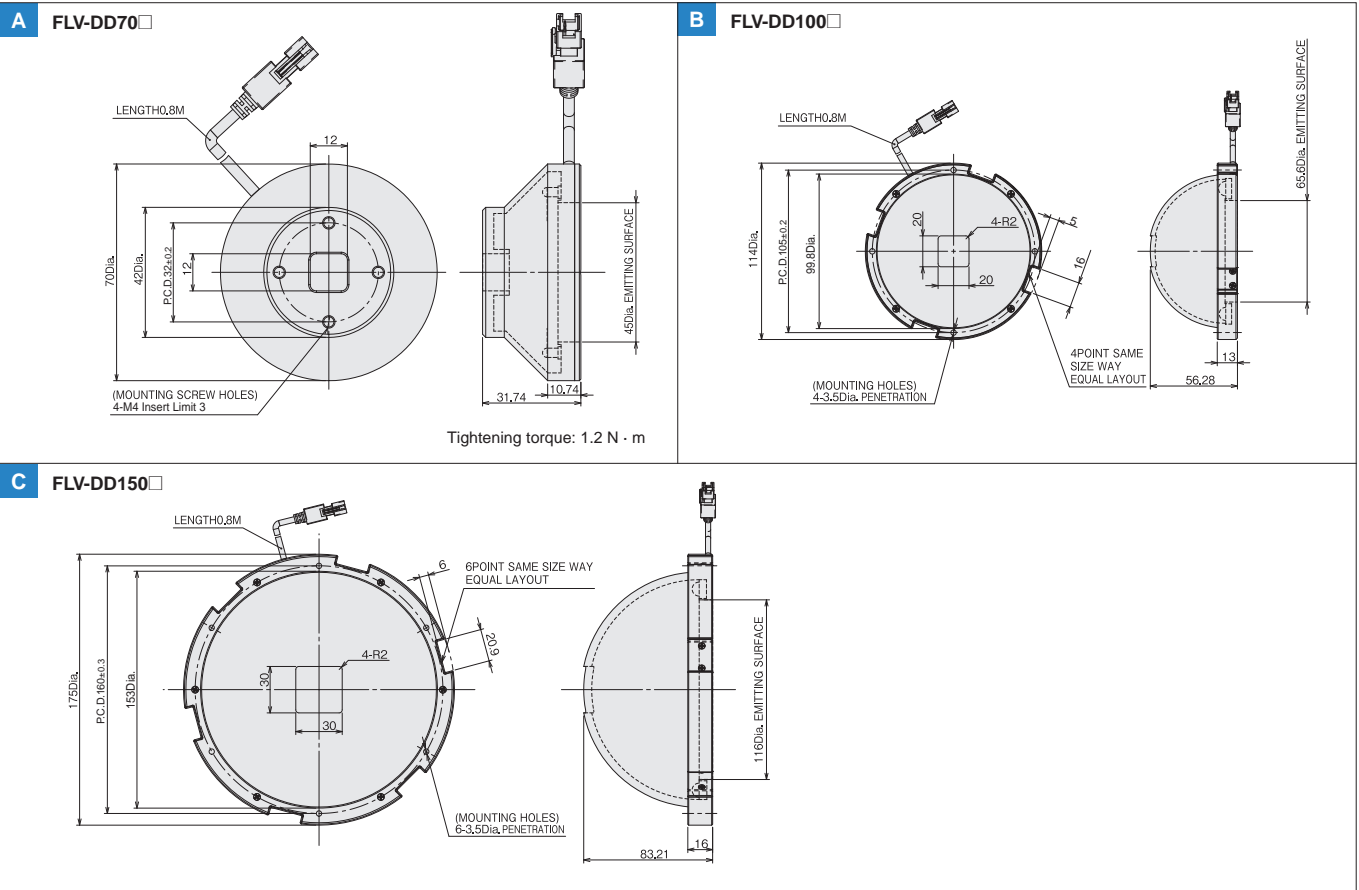 A FLV-DD70□
LENGTH0.8M
12
70Dia.
42Dia.
P.C.D.32±0.2
12
45Dia. EMITTING SURFACE
(MOUNTING SCREW HOLES)
4-M4 Insert Limit 3
10.74
31.74
Tightening torque: 1.2 N · m
B FLV-DD100□
LENGTH0.8M
114Dia.
P.C.D.105±0.2
99.8Dia.
20
4-R2
20
5
16
65.6Dia. EMITTING SURFACE
4POINT SAME
SIZE WAY
EQUAL LAYOUT
(MOUNTING HOLES)
4-3.5Dia. PENETRATION
13
56.28
C FLV-DD150□
LENGTH0.8M
6
6POINT SAME SIZE WAY
EQUAL LAYOUT
20.9
175Dia.
P.C.D.160±0.3
153Dia.
30
4-R2
30
116Dia. EMITTING SURFACE
(MOUNTING HOLES)
6-3.5Dia. PENETRATION
16
83.21